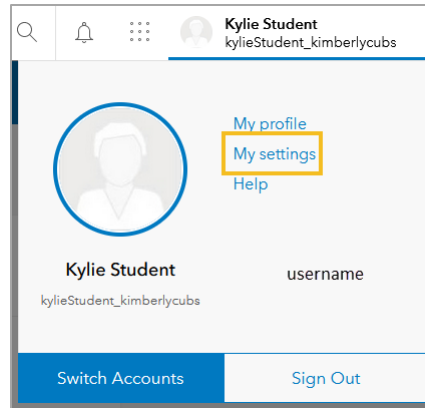 Kylie Student
kylieStudent_kimberlycubs
My profile
My settings
Help
Kylie Student
username
kylieStudent_kimberlycubs
Switch Accounts
Sign Out